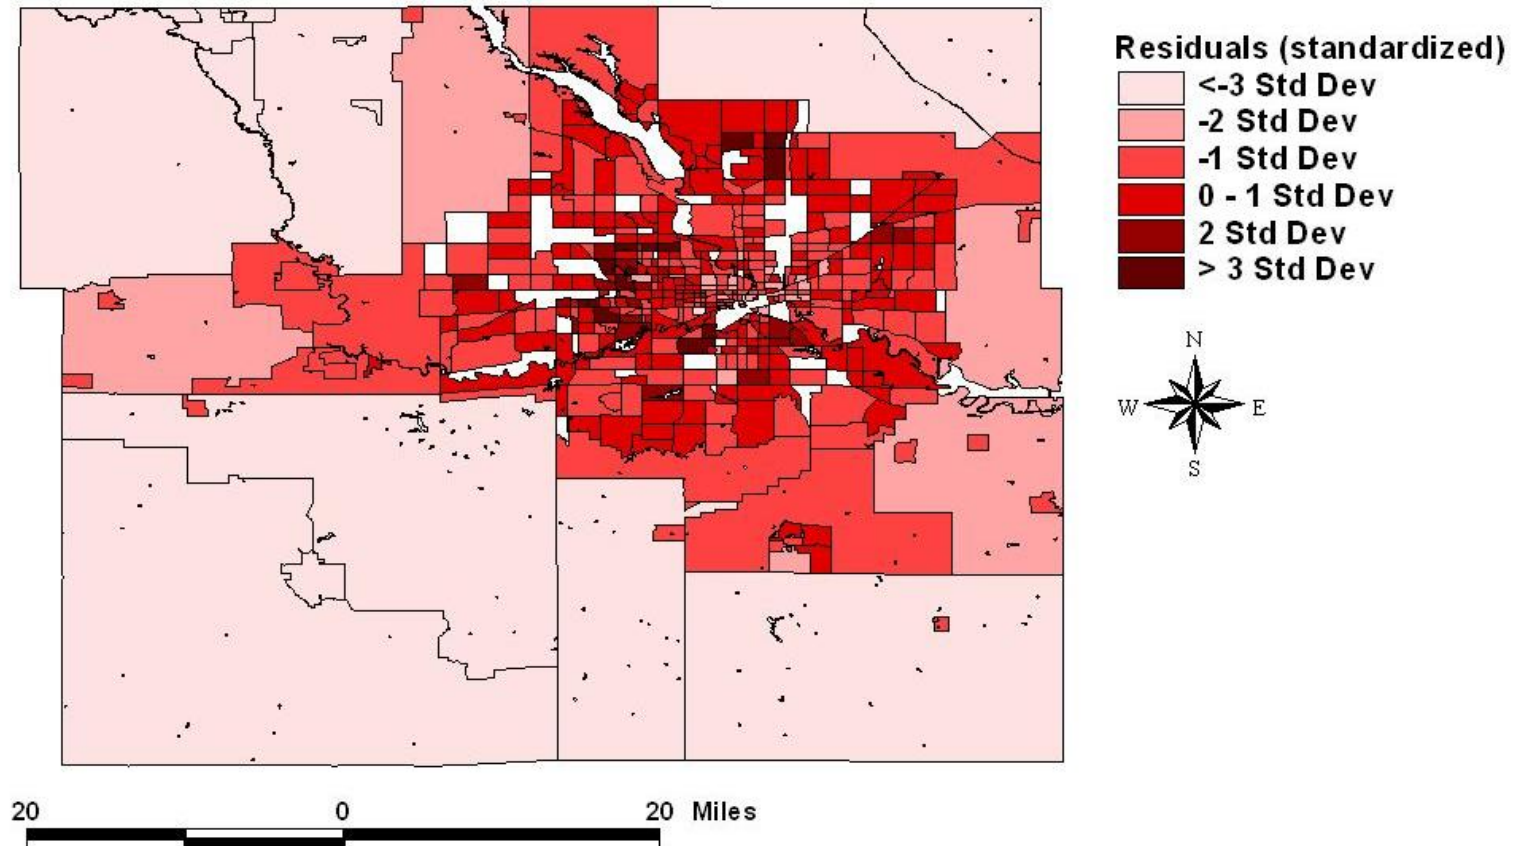 Residuals (standardized)
<-3 Std Dev
-2 Std Dev
-1 Std Dev
0 - 1 Std Dev
2 Std Dev
> 3 Std Dev
N
W E
S
20 0 20 Miles